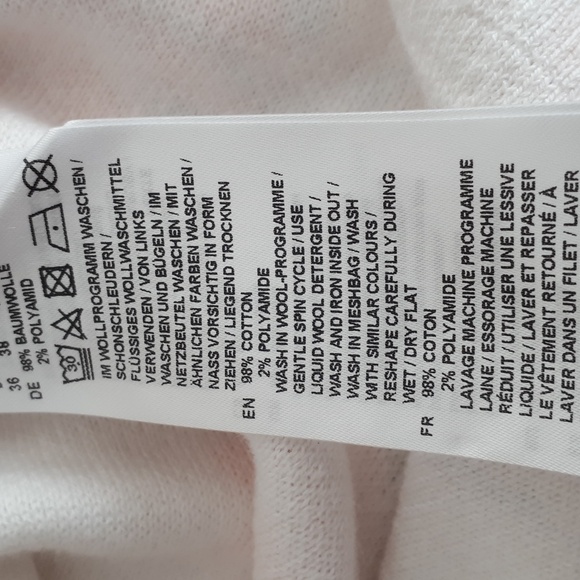 36 38
DE 98% BAUMWOLLE
2% POLYAMID
30
IM WOLLPROGRAMM WASCHEN /
SCHONSCHLEUDERN /
FLÜSSIGES WOLLWASCHMITTEL
VERWENDEN / VON LINKS
WASCHEN UND BÜGELN / IM
NETZBEUTEL WASCHEN / MIT
ÄHNLICHEN FARBEN WASCHEN /
NASS VORSICHTIG IN FORM
ZIEHEN / LIEGEND TROCKNEN
EN 98% COTTON
2% POLYAMIDE
WASH IN WOOL-PROGRAMME /
GENTLE SPIN CYCLE / USE
LIQUID WOOL DETERGENT /
WASH AND IRON INSIDE OUT /
WASH IN MESHBAG / WASH
WITH SIMILAR COLOURS /
RESHAPE CAREFULLY DURING
WET / DRY FLAT
FR 98% COTON
2% POLYAMIDE
LAVAGE MACHINE PROGRAMME
LAINE / ESSORAGE MACHINE
RÉDUIT / UTILISER UNE LESSIVE
LIQUIDE / LAVER ET REPASSER
LE VÊTEMENT RETOURNÉ / À
LAVER DANS UN FILET / LAVER